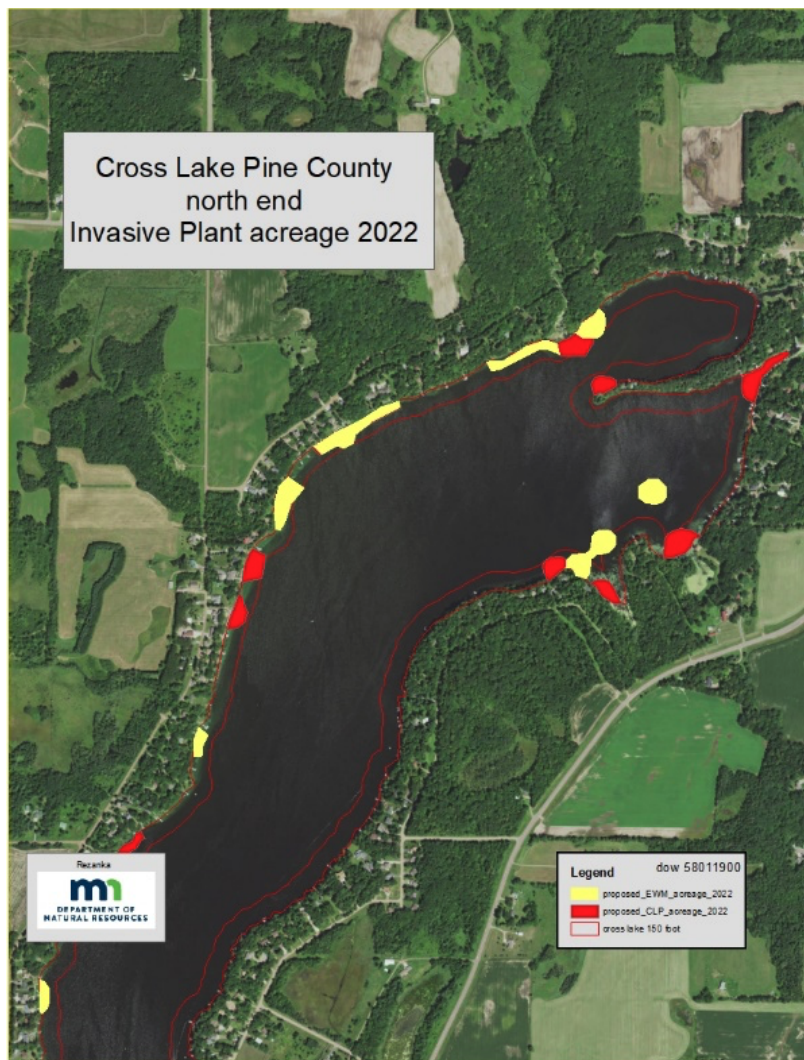 Cross Lake Pine County
north end
Invasive Plant acreage 2022
Rezanka
DEPARTMENT OF
NATURAL RESOURCES
Legend dow 58011900
proposed_EWM_acreage_2022
proposed_CLP_acreage_2022
cross lake 150 foot